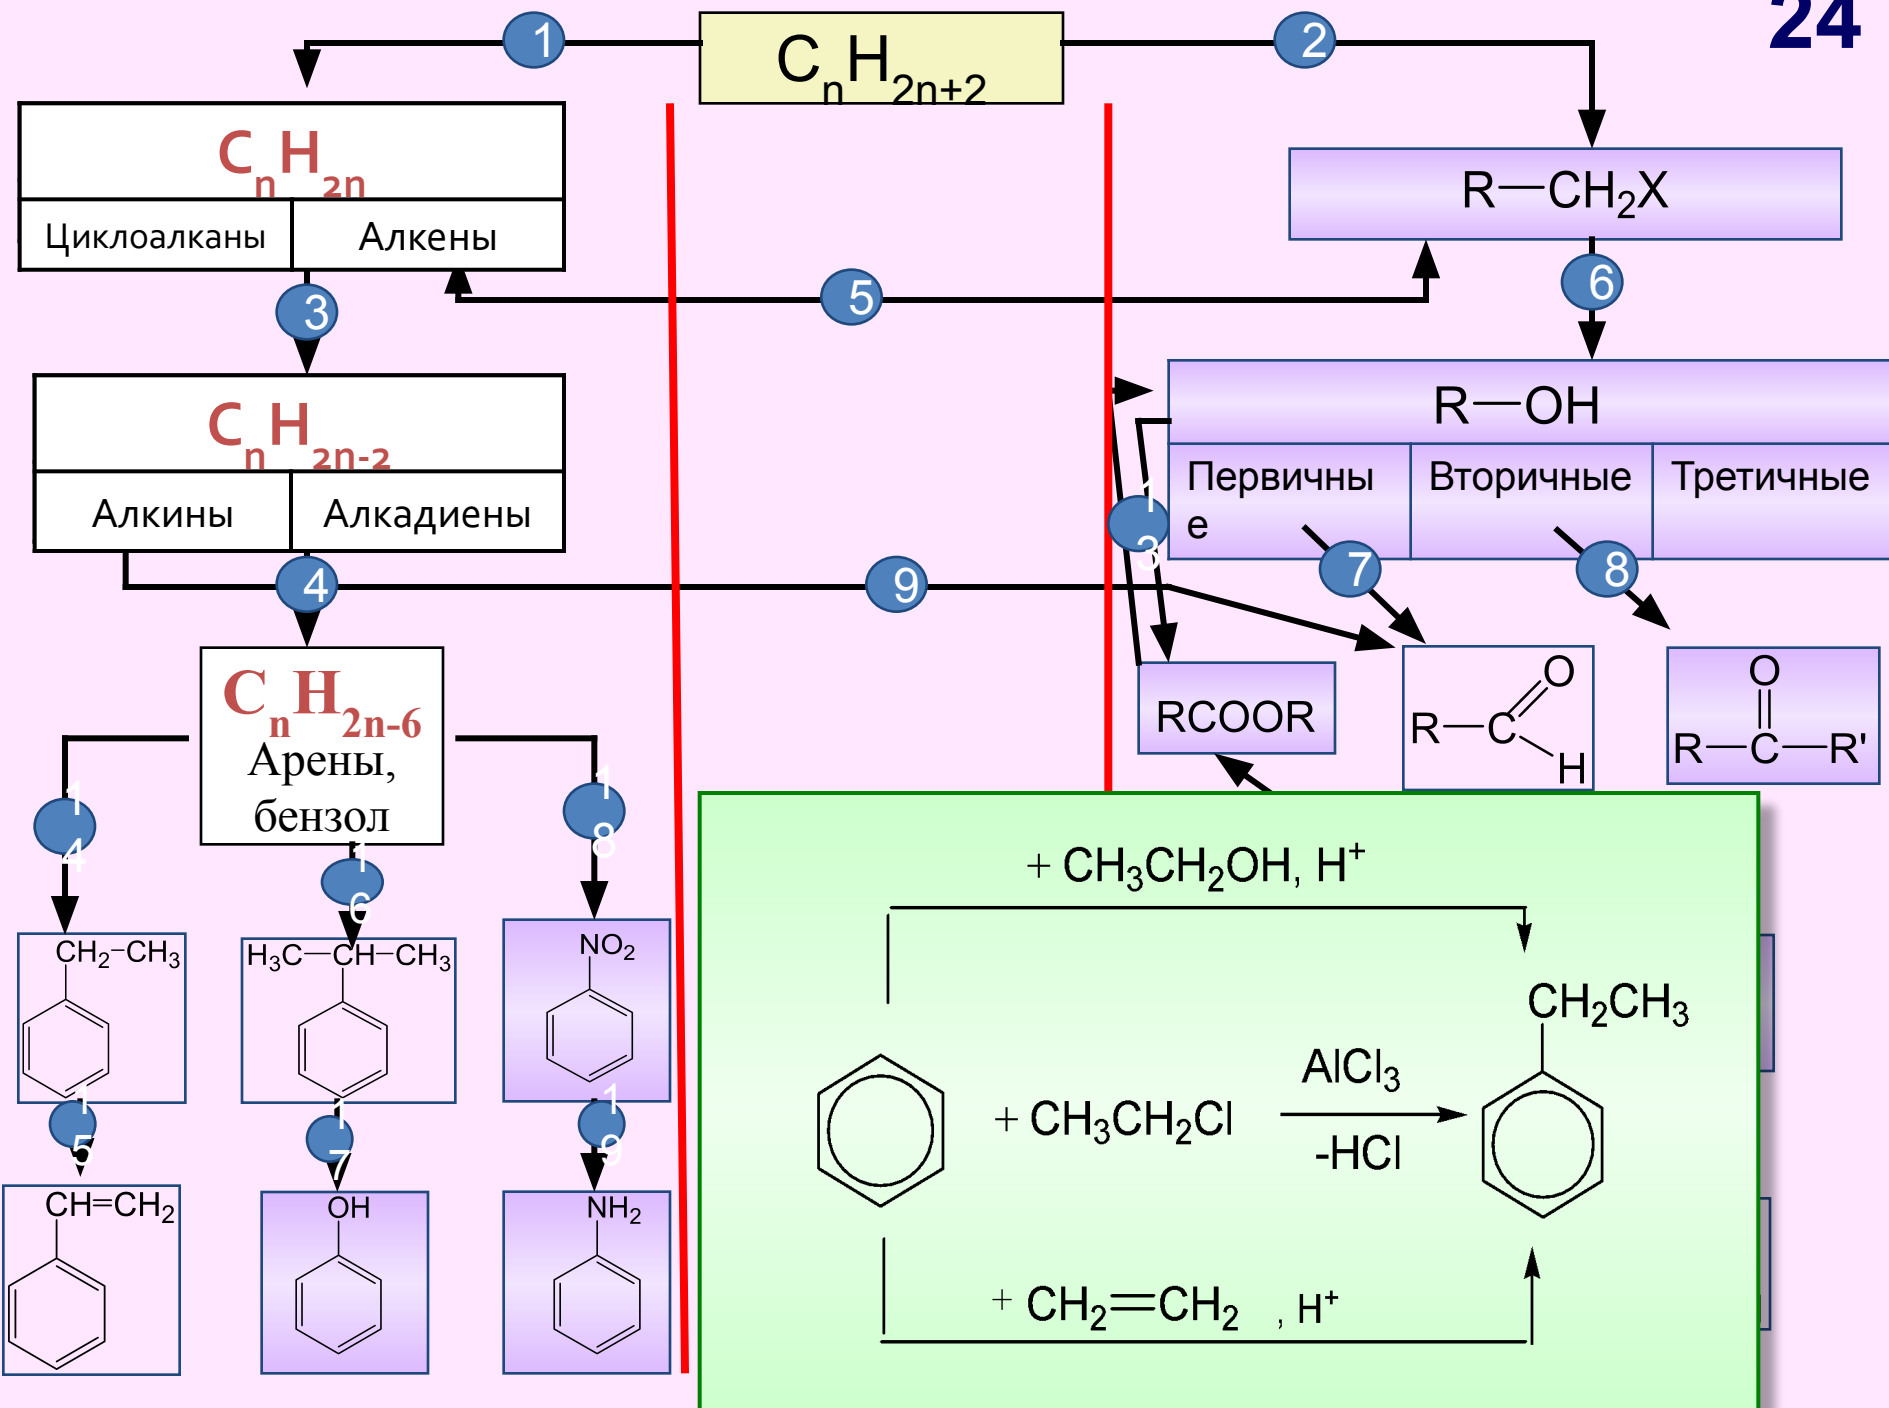 24
1
CnH2n+2
2
CnH2n
Циклоалканы
Алкены
R—CH2X
3
5
6
CnH2n-2
Алкины
Алкадиены
R—OH
Первичны
е
Вторичные
Третичные
13
7
8
4
9
CnH2n-6
Арены,
бензол
RCOOR
R—C
O
H
O
R—C—R'
14
16
18
CH2–CH3
H3C—CH—CH3
NO2
15
17
19
CH=CH2
OH
NH2
+ CH3CH2OH, H+
CH2CH3
+ CH3CH2Cl
AlCl3
-HCl
+ CH2=CH2 , H+